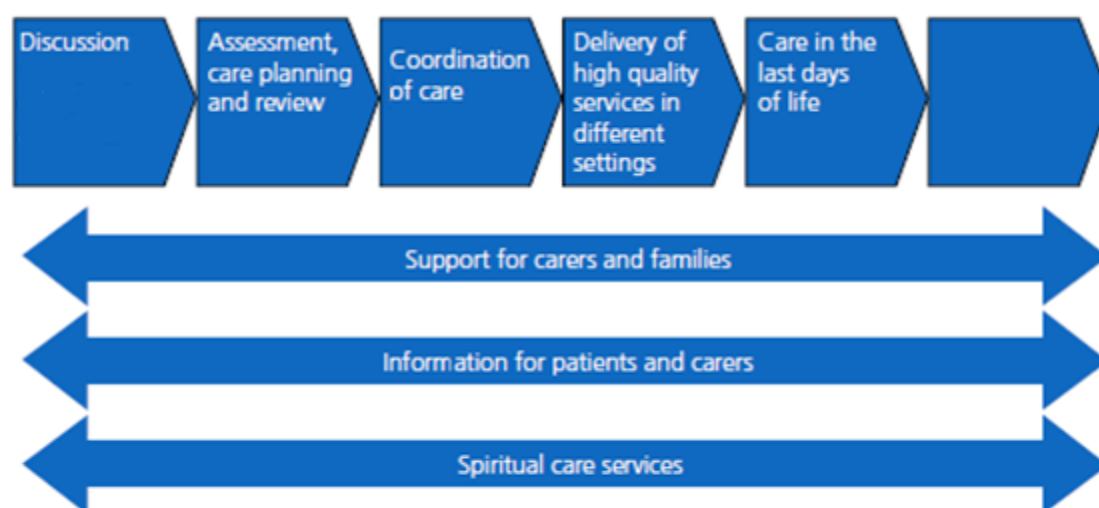 Discussion
Assessment,
care planning
and review
Coordination
of care
Delivery of
high quality
services in
different
settings
Care in the
last days
of life
Support for carers and families
Information for patients and carers
Spiritual care services